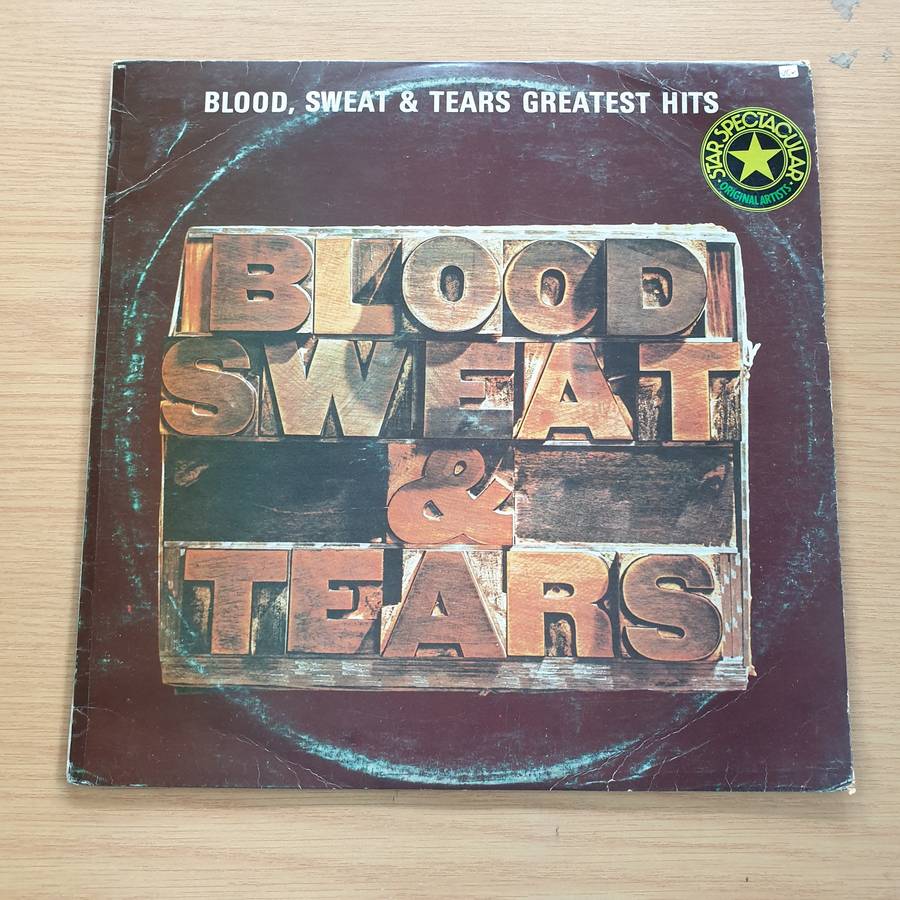 BLOOD, SWEAT & TEARS GREATEST HITS
STAR SPECTACULAR
• ORIGINAL ARTISTS •
BLOOD
SWEAT
&
TEARS